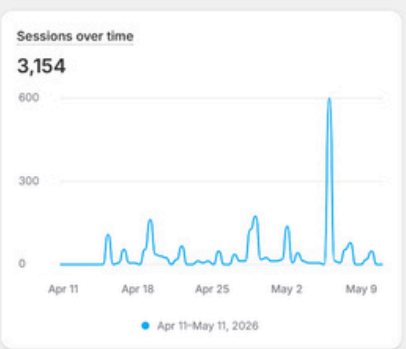 Sessions over time
3,154
600
300
0
Apr 11 Apr 18 Apr 25 May 2 May 9
Apr 11–May 11, 2026